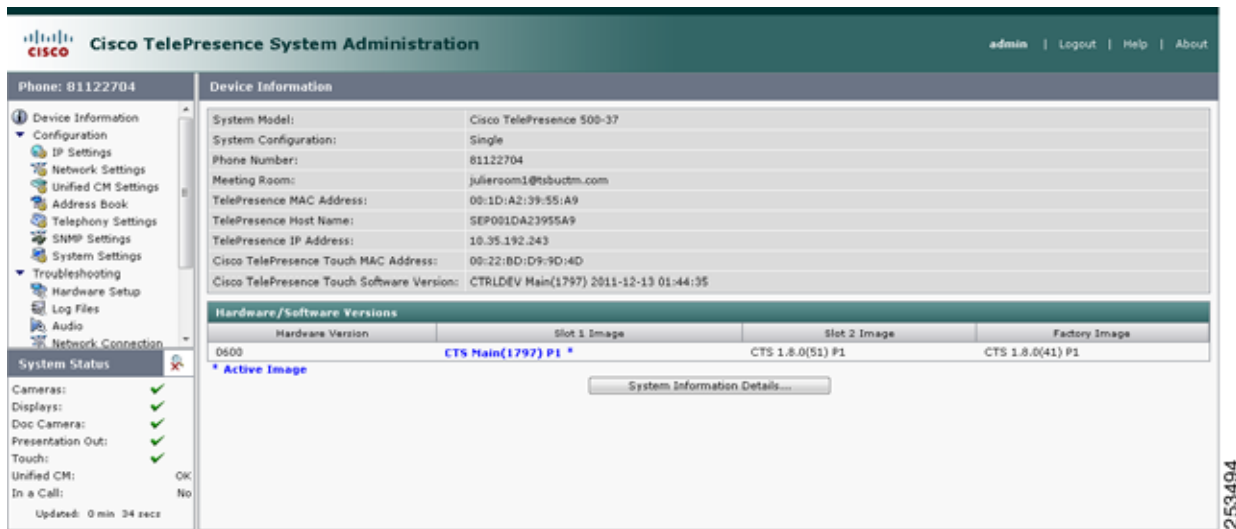 CISCO Cisco TelePresence System Administration
admin | Logout | Help | About
Phone: 81122704
Device Information
Configuration
IP Settings
Network Settings
Unified CM Settings
Address Book
Telephony Settings
SNMP Settings
System Settings
Troubleshooting
Hardware Setup
Log Files
Audio
Network Connection
System Status
Cameras:
Displays:
Doc Camera:
Presentation Out:
Touch:
Unified CM: OK
In a Call: No
Updated: 0 min 34 secs
Device Information
System Model: Cisco TelePresence 500-37
System Configuration: Single
Phone Number: 81122704
Meeting Room: julieroom1@tsbuctm.com
TelePresence MAC Address: 00:1D:A2:39:55:A9
TelePresence Host Name: SEP001DA23955A9
TelePresence IP Address: 10.35.192.243
Cisco TelePresence Touch MAC Address: 00:22:BD:D9:9D:4D
Cisco TelePresence Touch Software Version: CTRLDEV Main(1797) 2011-12-13 01:44:35
Hardware/Software Versions
Hardware Version Slot 1 Image Slot 2 Image Factory Image
0600 CTS Main(1797) P1 * CTS 1.8.0(51) P1 CTS 1.8.0(41) P1
* Active Image
System Information Details...
253494